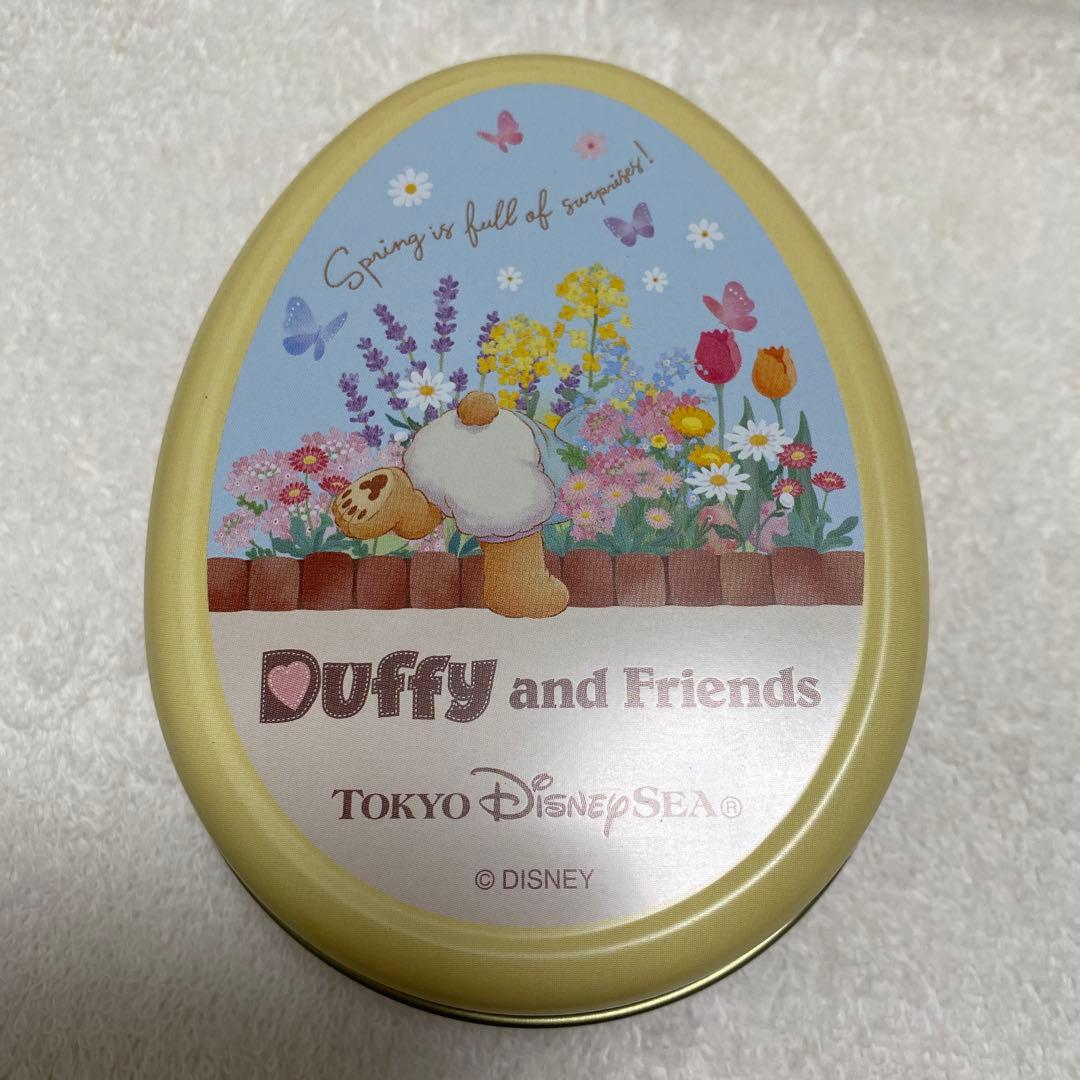 Spring is full of surprises!
Duffy and Friends
TOKYO DISNEYSEA®
© DISNEY